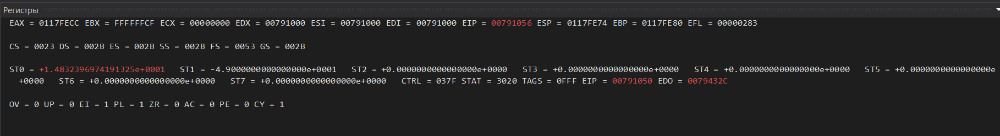 Регистры
EAX = 0117FECC EBX = FFFFFFCF ECX = 00000000 EDX = 00791000 ESI = 00791000 EDI = 00791000 EIP = 00791056 ESP = 0117FE74 EBP = 0117FE80 EFL = 00000283
CS = 0023 DS = 002B ES = 002B SS = 002B FS = 0053 GS = 002B
ST0 = +1.4832396974191325e+0001 ST1 = -4.9000000000000000e+0001 ST2 = +0.0000000000000000e+0000 ST3 = +0.0000000000000000e+0000 ST4 = +0.0000000000000000e+0000 ST5 = +0.0000000000000000e
+0000 ST6 = +0.0000000000000000e+0000 ST7 = +0.0000000000000000e+0000 CTRL = 037F STAT = 3020 TAGS = 0FFF EIP = 00791050 EDO = 0079432C
OV = 0 UP = 0 EI = 1 PL = 1 ZR = 0 AC = 0 PE = 0 CY = 1